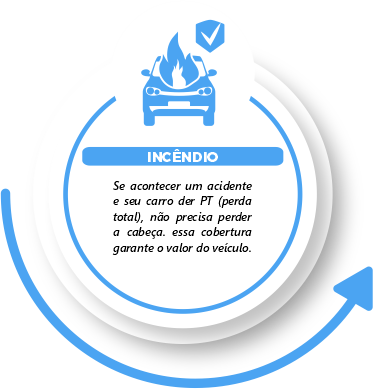 INCÊNDIO
Se acontecer um acidente
e seu carro der PT (perda
total), não precisa perder
a cabeça. essa cobertura
garante o valor do veículo.